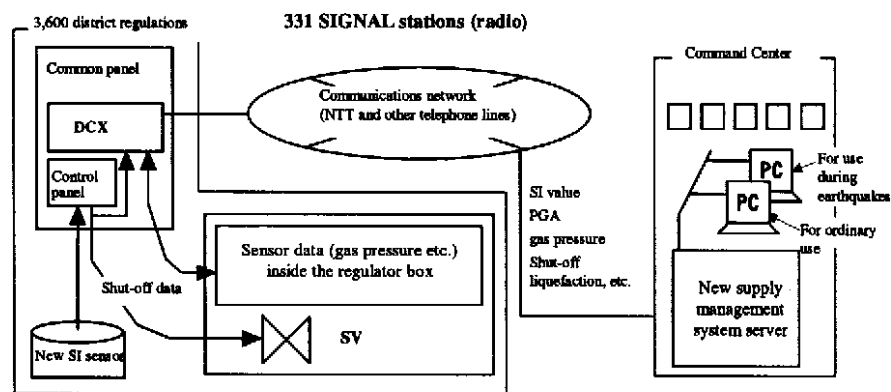 3,600 district regulations
331 SIGNAL stations (radio)
Common panel
DCX
Control
panel
Communications network
(NTT and other telephone lines)
Command Center
PC
PC
For use
during
earthquakes
For ordinary
use
SI value
PGA
gas pressure
Shut-off
liquefaction, etc.
Sensor data (gas pressure etc.)
inside the regulator box
Shut-off data
SV
New SI sensor
New supply
management
system server